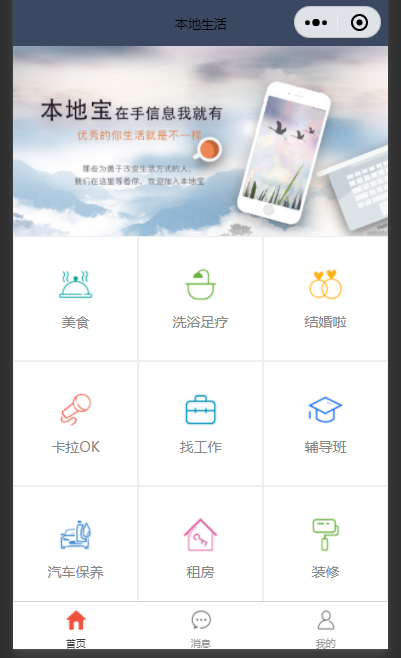 本地生活
本地宝在手信息我就有
优秀的你生活就是不一样
那些为勇于改变生活方式的人,
我们在这里等着你，欢迎加入本地宝
美食
洗浴足疗
结婚啦
卡拉OK
找工作
辅导班
汽车保养
租房
装修
首页
消息
我的